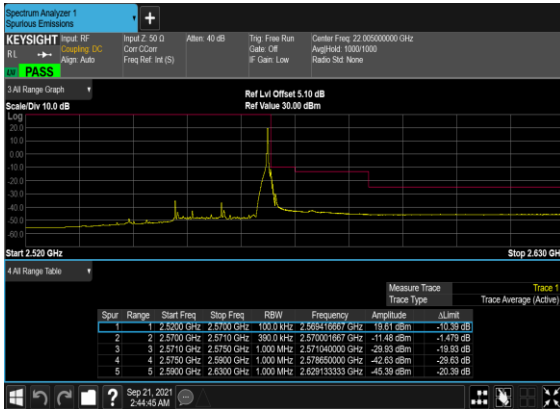 Spectrum Analyzer 1
Spurious Emissions
+
KEYSIGHT Input: RF Input Z: 50 Ω Atten: 40 dB Trig: Free Run Center Freq: 22.005000000 GHz
RL Coupling: DC Corr CCorr Gate: Off Avg|Hold: 1000/1000
Align: Auto Freq Ref: Int (S) IF Gain: Low Radio Std: None
PASS
3 All Range Graph
Ref Lvl Offset 5.10 dB
Scale/Div 10.0 dB Ref Value 30.00 dBm
Log
20.0
10.0
0.00
-10.0
-20.0
-30.0
-40.0
-50.0
-60.0
Start 2.520 GHz Stop 2.630 GH
4 All Range Table
Measure Trace Trace 1
Trace Type Trace Average (Active)
Spur Range Start Freq Stop Freq RBW Frequency Amplitude ΔLimit
1 1 2.5200 GHz 2.5700 GHz 100.0 kHz 2.569416667 GHz 19.61 dBm -10.39 dB
2 2 2.5700 GHz 2.5710 GHz 390.0 kHz 2.570001667 GHz -11.48 dBm -1.479 dB
3 3 2.5710 GHz 2.5750 GHz 1.000 MHz 2.571040000 GHz -29.93 dBm -19.93 dB
4 4 2.5750 GHz 2.5900 GHz 1.000 MHz 2.578650000 GHz -42.63 dBm -29.63 dB
5 5 2.5900 GHz 2.6300 GHz 1.000 MHz 2.629133333 GHz -45.39 dBm -20.39 dB
? Sep 21, 2021
2:44:45 AM